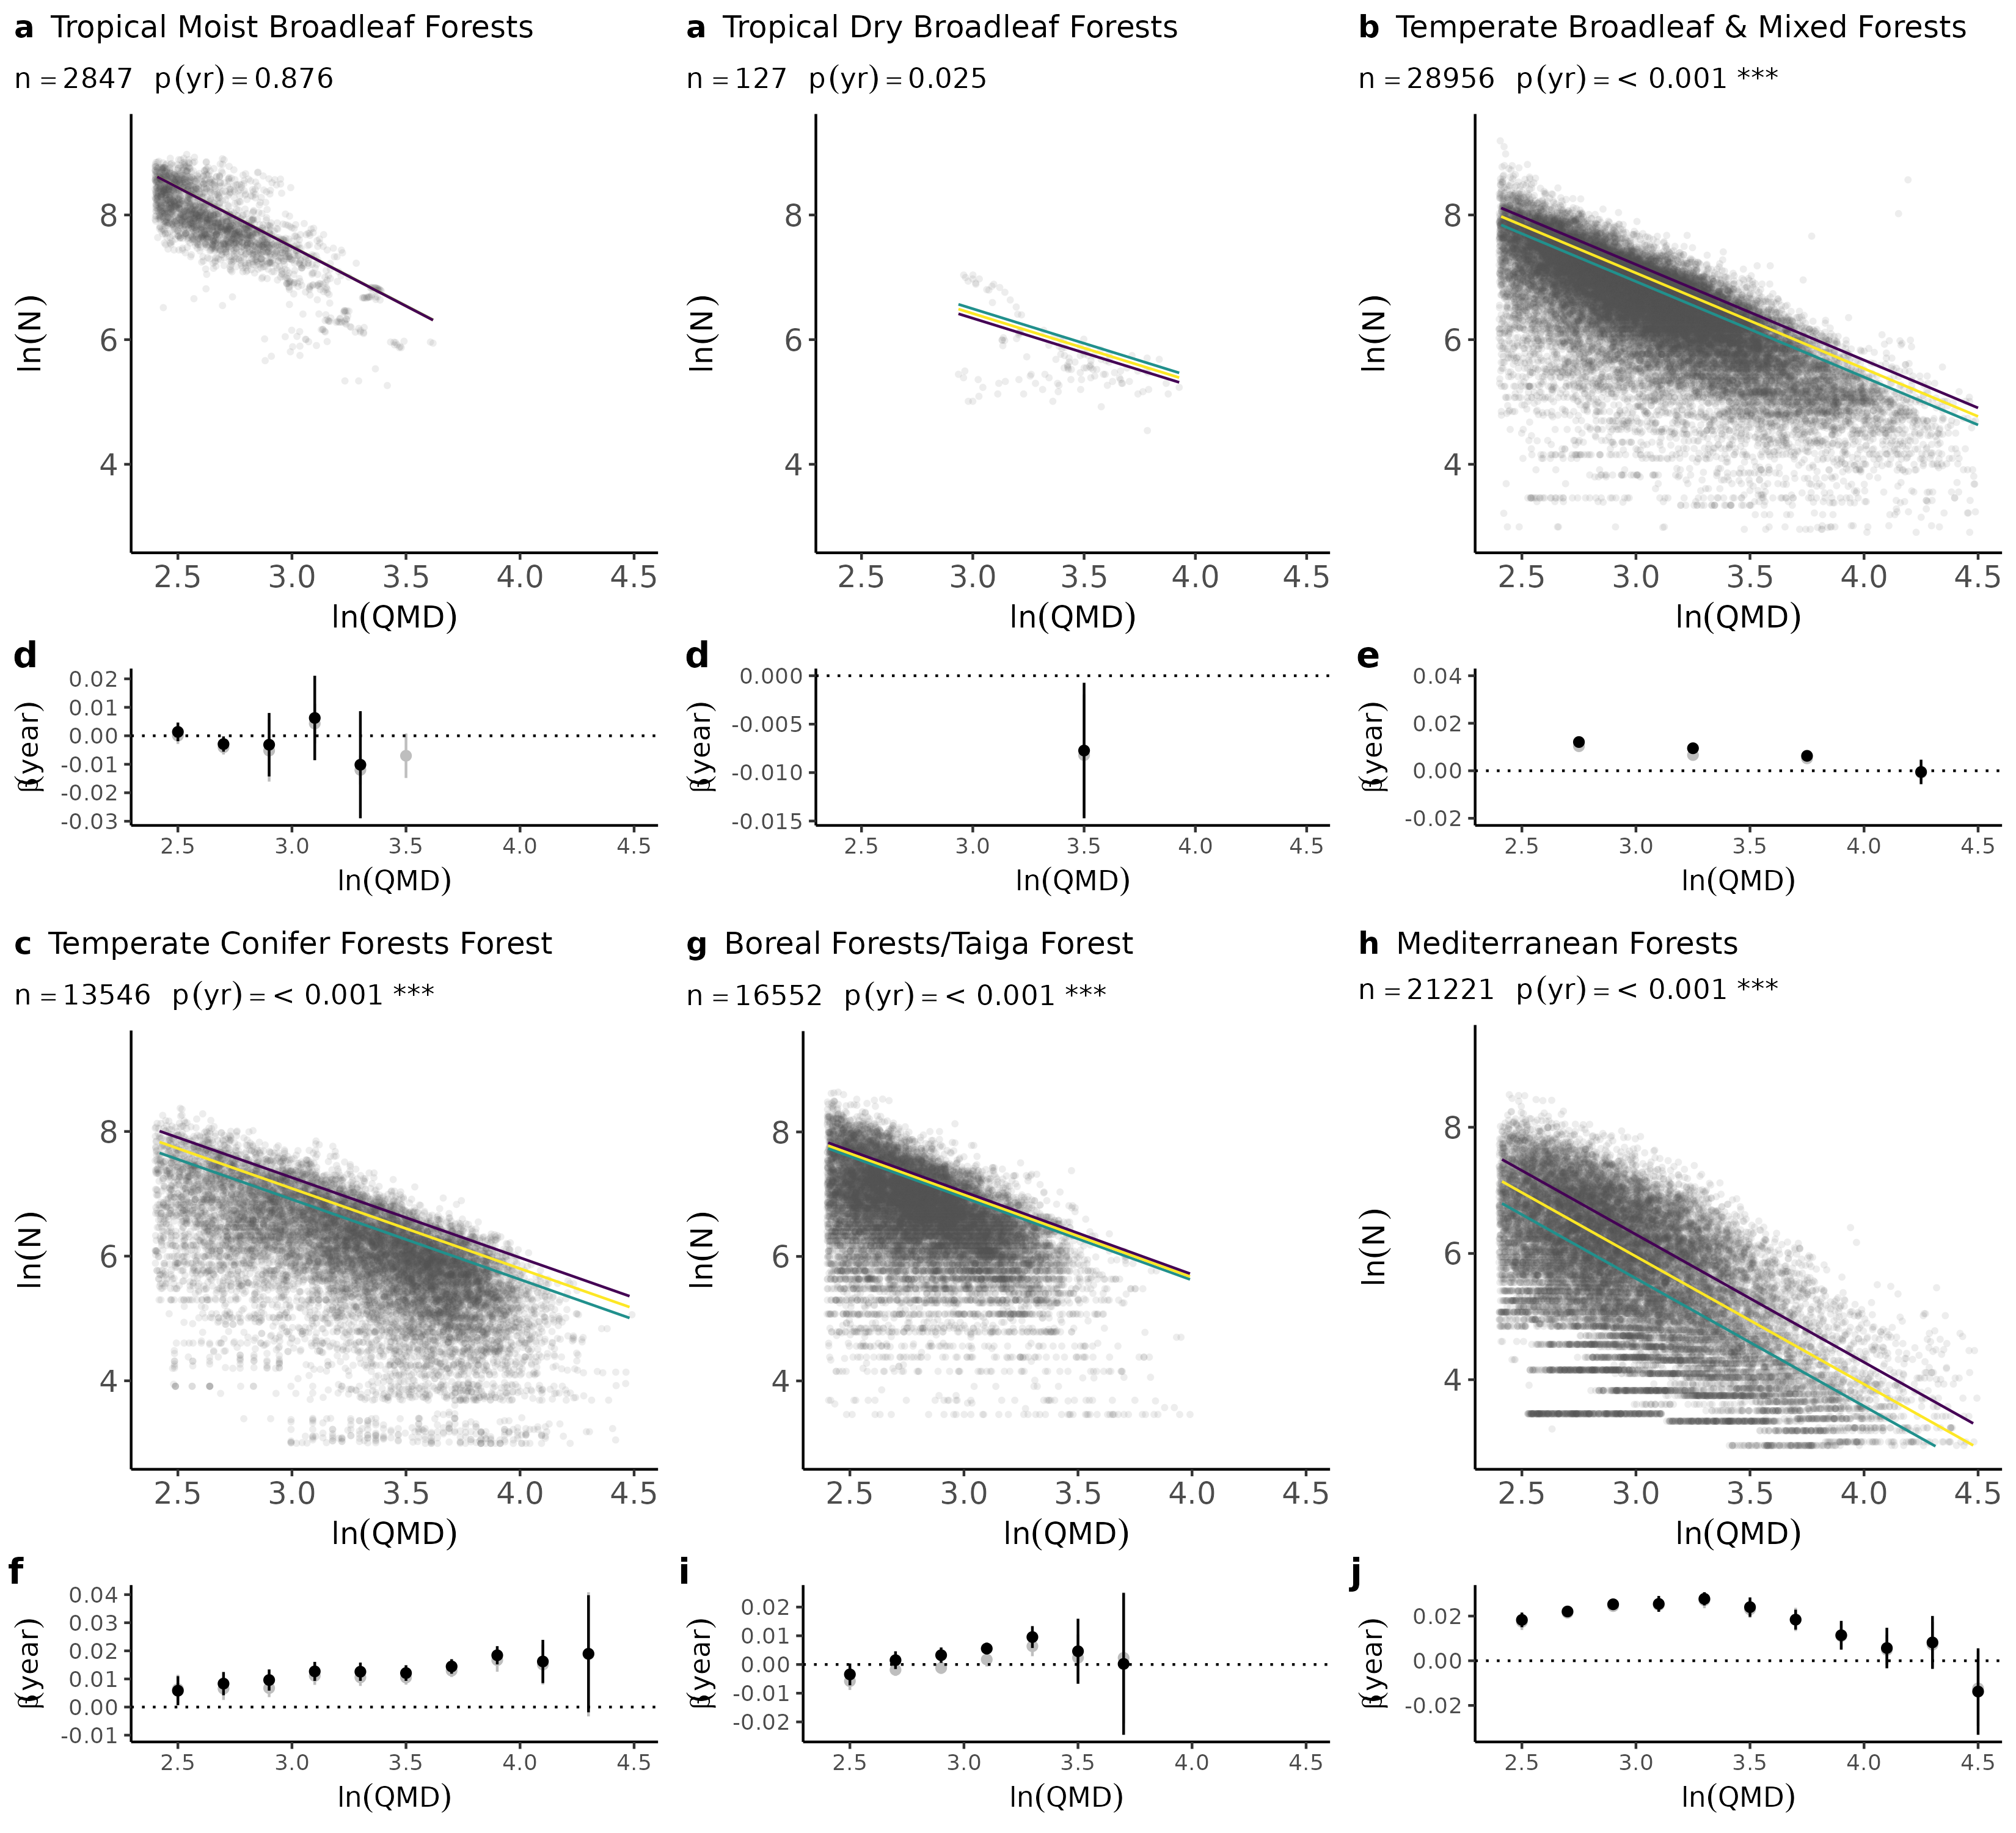 a Tropical Moist Broadleaf Forests
n = 2847 p(yr) = 0.876
8
6
4
ln(N)
2.5 3.0 3.5 4.0 4.5
ln(QMD)
a Tropical Dry Broadleaf Forests
n = 127 p(yr) = 0.025
8
6
4
ln(N)
2.5 3.0 3.5 4.0 4.5
ln(QMD)
b Temperate Broadleaf & Mixed Forests
n = 28956 p(yr) = < 0.001 ***
8
6
4
ln(N)
2.5 3.0 3.5 4.0 4.5
ln(QMD)
d
0.02
0.01
0.00
-0.01
-0.02
-0.03
β(year)
2.5 3.0 3.5 4.0 4.5
ln(QMD)
d
0.000
-0.005
-0.010
-0.015
β(year)
2.5 3.0 3.5 4.0 4.5
ln(QMD)
e
0.04
0.02
0.00
-0.02
β(year)
2.5 3.0 3.5 4.0 4.5
ln(QMD)
c Temperate Conifer Forests Forest
n = 13546 p(yr) = < 0.001 ***
8
6
4
ln(N)
2.5 3.0 3.5 4.0 4.5
ln(QMD)
g Boreal Forests/Taiga Forest
n = 16552 p(yr) = < 0.001 ***
8
6
4
ln(N)
2.5 3.0 3.5 4.0 4.5
ln(QMD)
h Mediterranean Forests
n = 21221 p(yr) = < 0.001 ***
8
6
4
ln(N)
2.5 3.0 3.5 4.0 4.5
ln(QMD)
f
0.04
0.03
0.02
0.01
0.00
-0.01
β(year)
2.5 3.0 3.5 4.0 4.5
ln(QMD)
i
0.02
0.01
0.00
-0.01
-0.02
β(year)
2.5 3.0 3.5 4.0 4.5
ln(QMD)
j
0.02
0.00
-0.02
β(year)
2.5 3.0 3.5 4.0 4.5
ln(QMD)